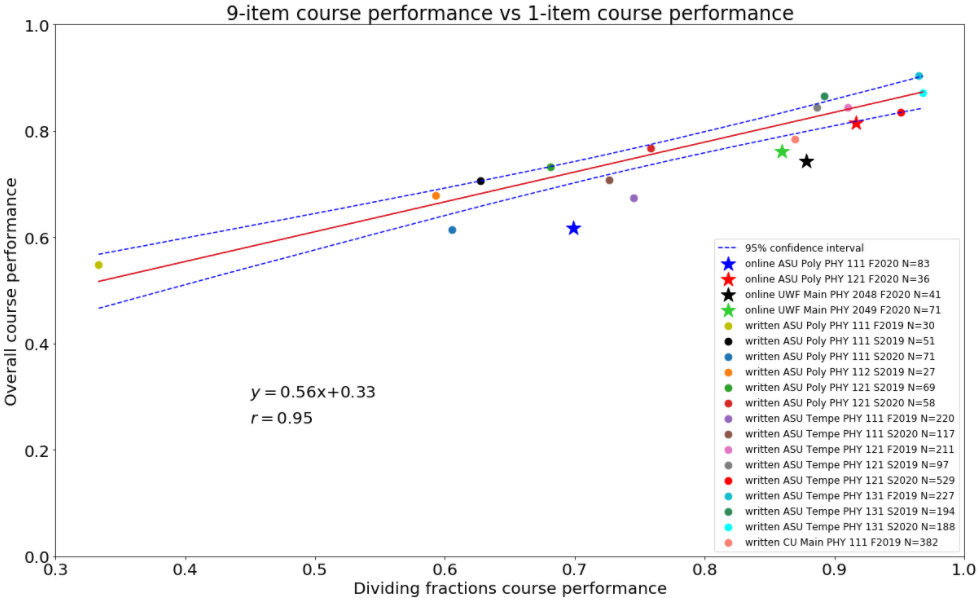 9-item course performance vs 1-item course performance
1.0
0.8
0.6
0.4
0.2
0.0
Overall course performance
y = 0.56x+0.33
r = 0.95
95% confidence interval
online ASU Poly PHY 111 F2020 N=83
online ASU Poly PHY 121 F2020 N=36
online UWF Main PHY 2048 F2020 N=41
online UWF Main PHY 2049 F2020 N=71
written ASU Poly PHY 111 F2019 N=30
written ASU Poly PHY 111 S2019 N=51
written ASU Poly PHY 111 S2020 N=71
written ASU Poly PHY 112 S2019 N=27
written ASU Poly PHY 121 S2019 N=69
written ASU Poly PHY 121 S2020 N=58
written ASU Tempe PHY 111 F2019 N=220
written ASU Tempe PHY 111 S2020 N=117
written ASU Tempe PHY 121 F2019 N=211
written ASU Tempe PHY 121 S2019 N=97
written ASU Tempe PHY 121 S2020 N=529
written ASU Tempe PHY 131 F2019 N=227
written ASU Tempe PHY 131 S2019 N=194
written ASU Tempe PHY 131 S2020 N=188
written CU Main PHY 111 F2019 N=382
0.3 0.4 0.5 0.6 0.7 0.8 0.9 1.0
Dividing fractions course performance